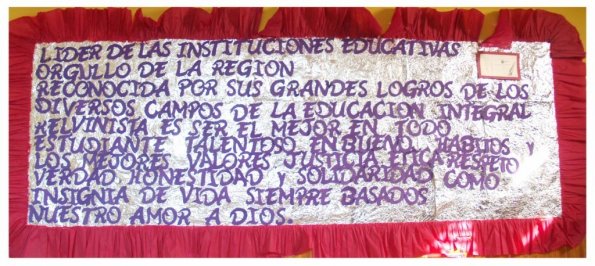 LIDER DE LAS INSTITUCIONES EDUCATIVAS
ORGULLO DE LA REGION
RECONOCIDA POR SUS GRANDES LOGROS DE LOS
DIVERSOS CAMPOS DE LA EDUCACION INTEGRAL
KELVINISTA ES SER EL MEJOR EN TODO
ESTUDIANTE TALENTOSO EN BUENO HABITOS Y
LOS MEJORES VALORES JUSTICIA ETICA RESPETO
VERDAD HONESTIDAD Y SOLIDARIDAD COMO
INSIGNIA DE VIDA SIEMPRE BASADOS
NUESTRO AMOR A DIOS.